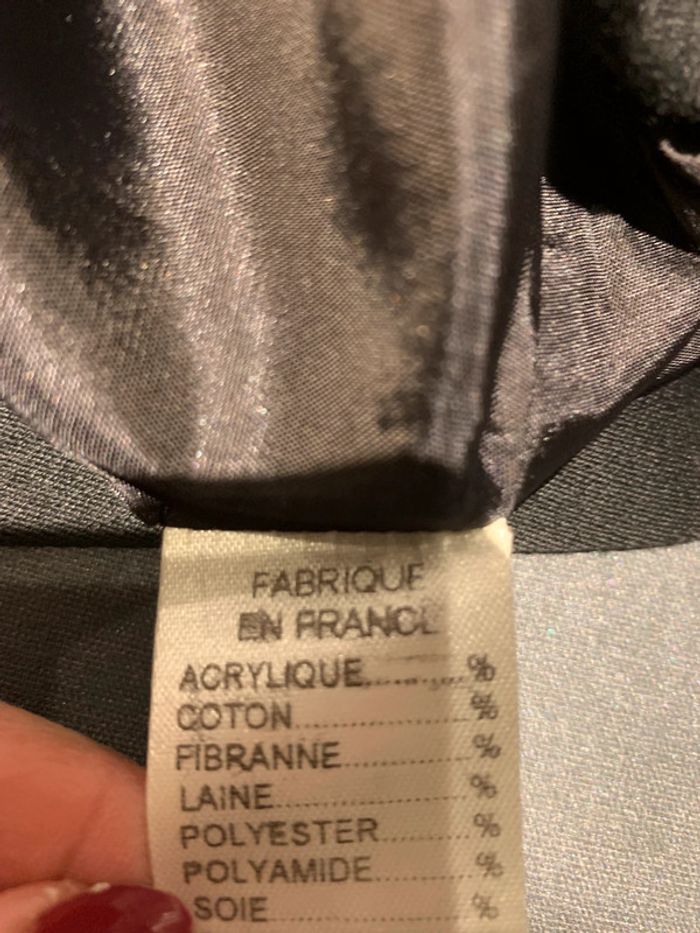 FABRIQUE
EN FRANCE
ACRYLIQUE..............%
COTON......................%
FIBRANNE................%
LAINE........................%
POLYESTER...........%
POLYAMIDE.............%
SOIE..........................%